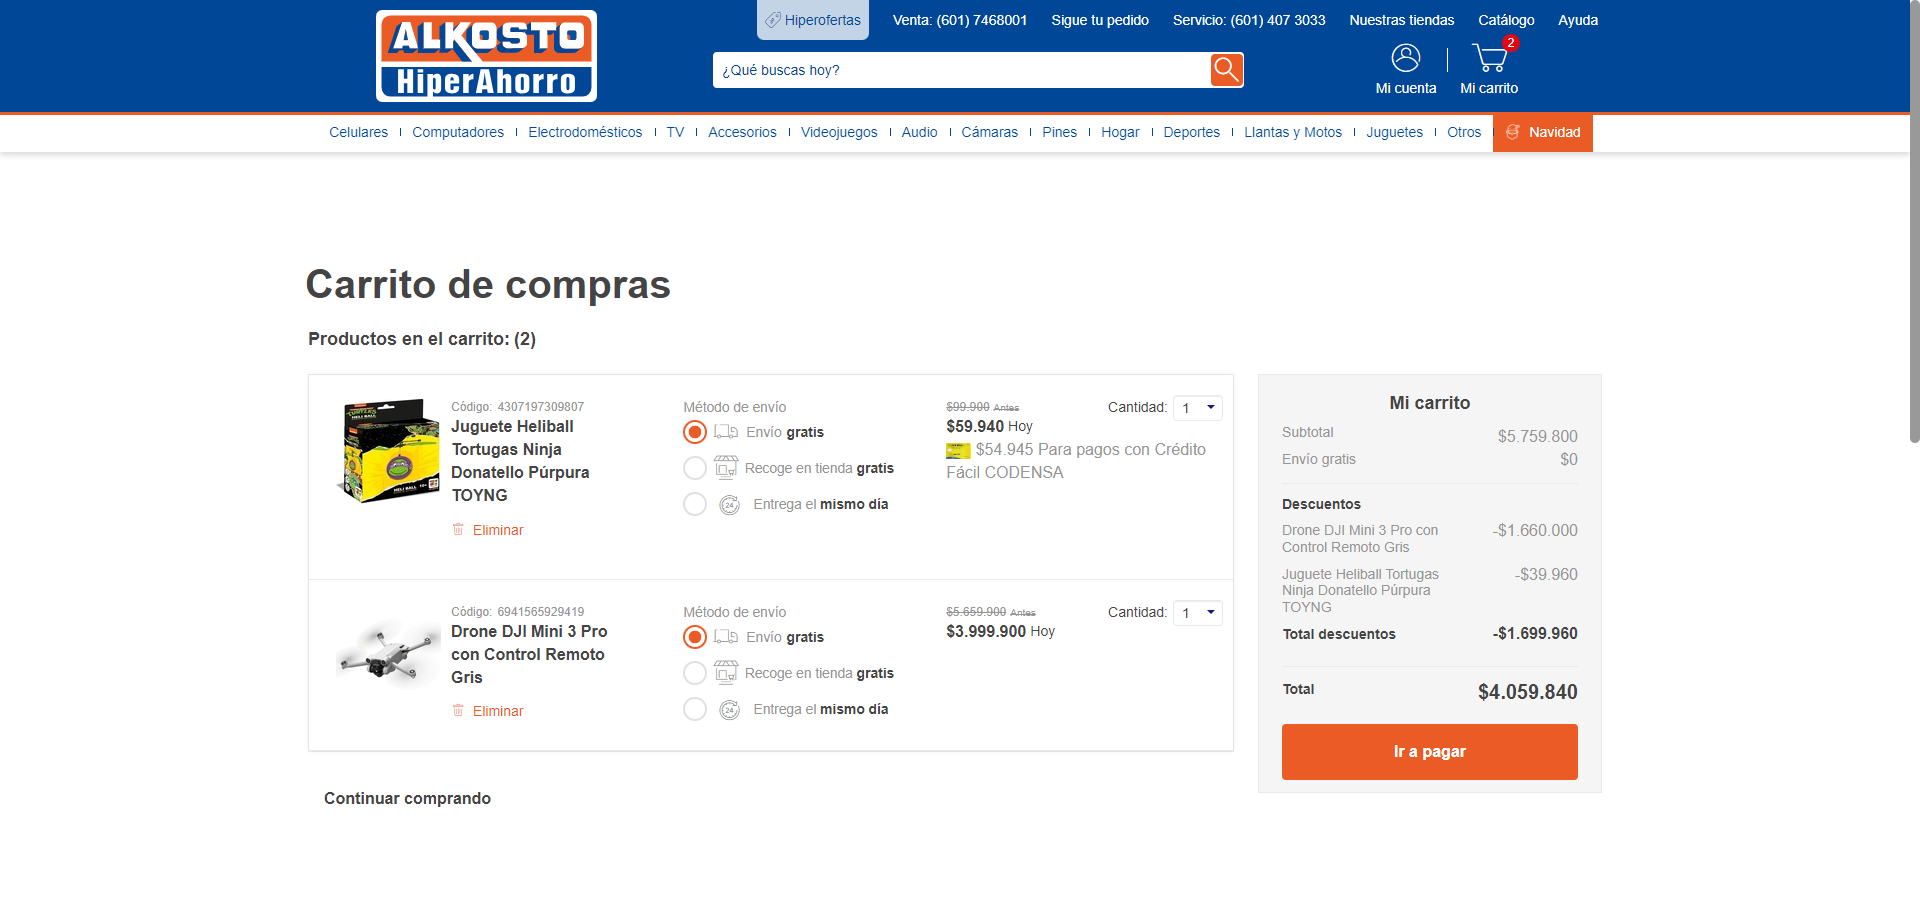 ALKOSTO
HiperAhorro
Hiperofertas
Venta: (601) 7468001
Sigue tu pedido
Servicio: (601) 407 3033
Nuestras tiendas
Catálogo
Ayuda
¿Qué buscas hoy?
Mi cuenta
2
Mi carrito
Celulares
Computadores
Electrodomésticos
TV
Accesorios
Videojuegos
Audio
Cámaras
Pines
Hogar
Deportes
Llantas y Motos
Juguetes
Otros
Navidad
Carrito de compras
Productos en el carrito: (2)
Código: 4307197309807
Juguete Heliball
Tortugas Ninja
Donatello Púrpura
TOYNG
Eliminar
Método de envío
Envío gratis
Recoge en tienda gratis
24
Entrega el mismo día
$99.900 Antes
$59.940 Hoy
$54.945 Para pagos con Crédito
Fácil CODENSA
Cantidad: 1
Código: 6941565929419
Drone DJI Mini 3 Pro
con Control Remoto
Gris
Eliminar
Método de envío
Envío gratis
Recoge en tienda gratis
24
Entrega el mismo día
$5.659.900 Antes
$3.999.900 Hoy
Cantidad: 1
Continuar comprando
Mi carrito
Subtotal $5.759.800
Envío gratis $0
Descuentos
Drone DJI Mini 3 Pro con -$1.660.000
Control Remoto Gris
Juguete Heliball Tortugas -$39.960
Ninja Donatello Púrpura
TOYNG
Total descuentos -$1.699.960
Total $4.059.840
Ir a pagar